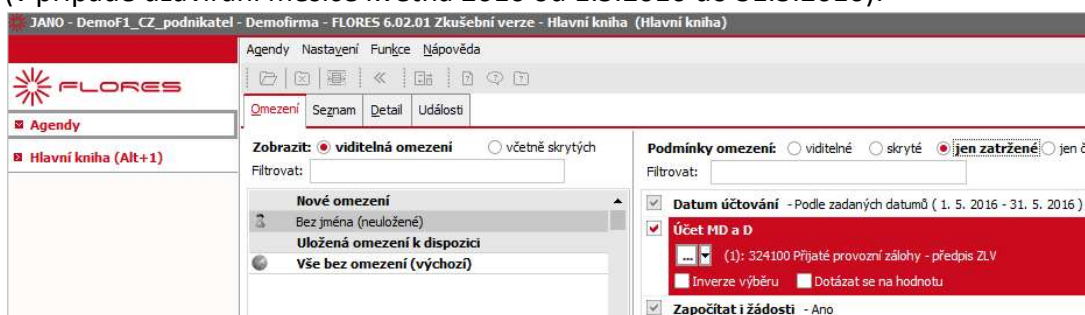 (v případě uzavírání měsíce května 2016 od 1.5.2016 do 31.5.2016):
JANO - DemoF1_CZ_podnikatel - Demofirma - FLORES 6.02.01 Zkušební verze - Hlavní kniha (Hlavní kniha)
Agendy Nastavení Funkce Nápověda
FLORES
Agendy
Hlavní kniha (Alt+1)
Omezení Seznam Detail Události
Zobrazit: viditelná omezení včetně skrytých
Filtrovat:
Nové omezení
Bez jména (neuložené)
Uložená omezení k dispozici
Vše bez omezení (výchozí)
Podmínky omezení: viditelné skryté jen zatržené jen
Filtrovat:
Datum účtování - Podle zadaných datumů ( 1. 5. 2016 - 31. 5. 2016 )
Účet MD a D
... (1): 324100 Přijaté provozní zálohy - předpis ZLV
Inverze výběru Dotázat se na hodnotu
Započítat i žádosti - Ano